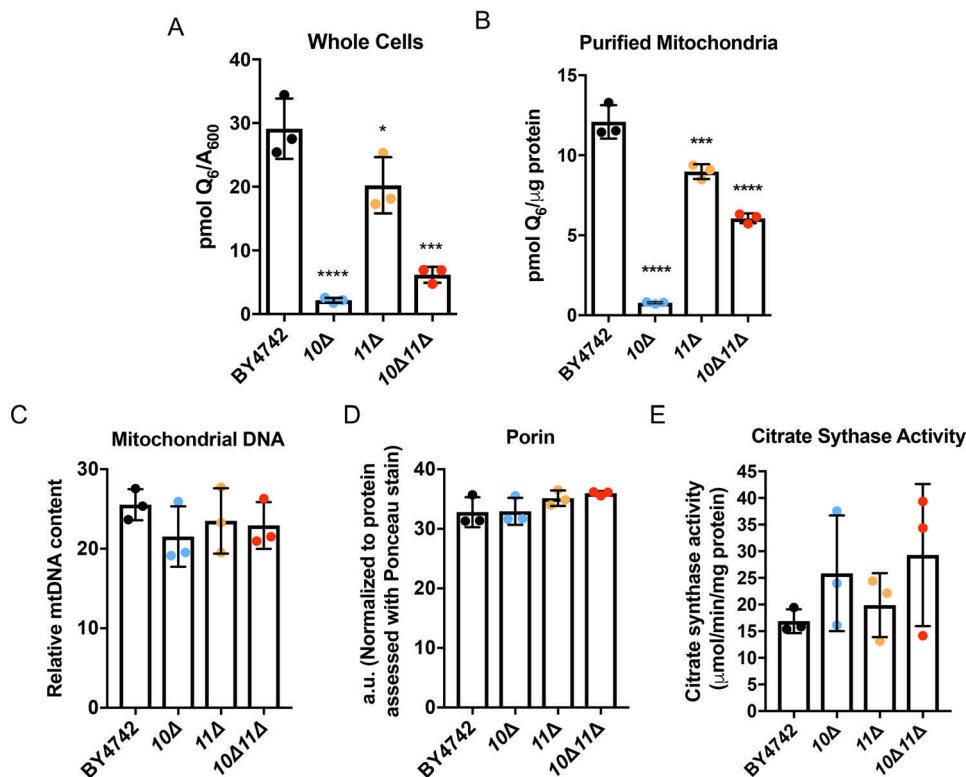 A
Whole Cells
pmol Q6/A600
40
30
20
10
0
****
*
***
BY4742
10Δ
11Δ
10Δ11Δ
B
Purified Mitochondria
pmol Q6/μg protein
15
10
5
0
****
***
****
BY4742
10Δ
11Δ
10Δ11Δ
C
Mitochondrial DNA
Relative mtDNA content
30
20
10
0
BY4742
10Δ
11Δ
10Δ11Δ
D
Porin
a.u. (Normalized to protein
assessed with Ponceau stain)
40
30
20
10
0
BY4742
10Δ
11Δ
10Δ11Δ
E
Citrate Sythase Activity
Citrate synthase activity
(μmol/min/mg protein)
45
40
35
30
25
20
15
10
5
0
BY4742
10Δ
11Δ
10Δ11Δ